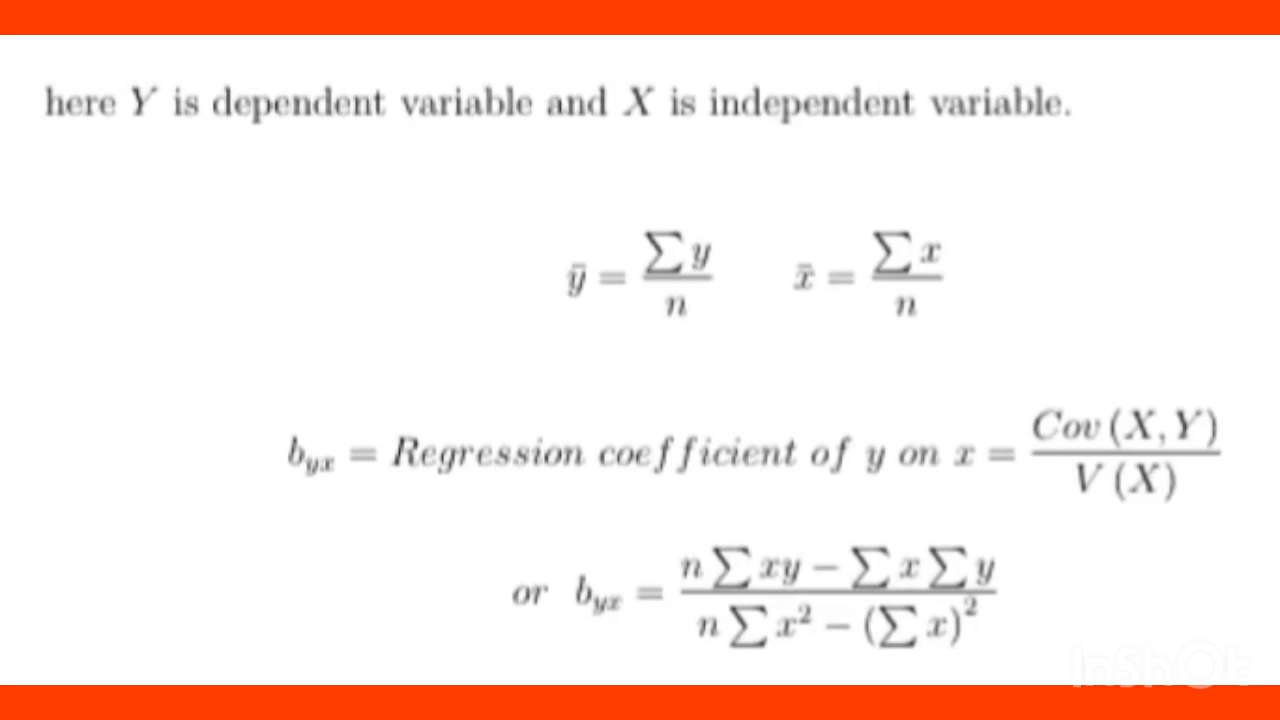 here Y is dependent variable and X is independent variable.
ȳ = ∑y / n    x̄ = ∑x / n
b_yx = Regression coefficient of y on x = Cov (X, Y) / V (X)
or b_yx = (n∑xy − ∑x∑y) / (n∑x² − (∑x)²)
InShOt